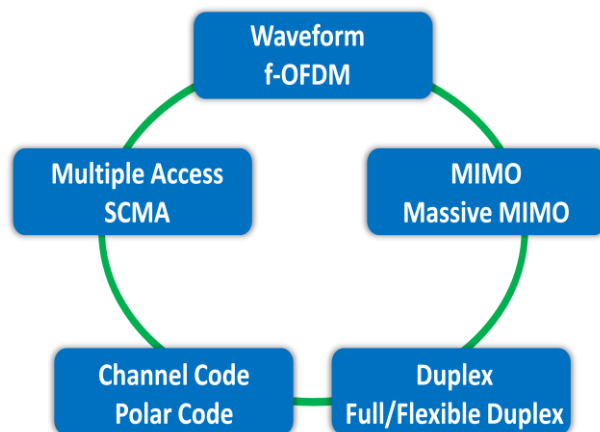 Waveform
f-OFDM
Multiple Access
SCMA
MIMO
Massive MIMO
Channel Code
Polar Code
Duplex
Full/Flexible Duplex